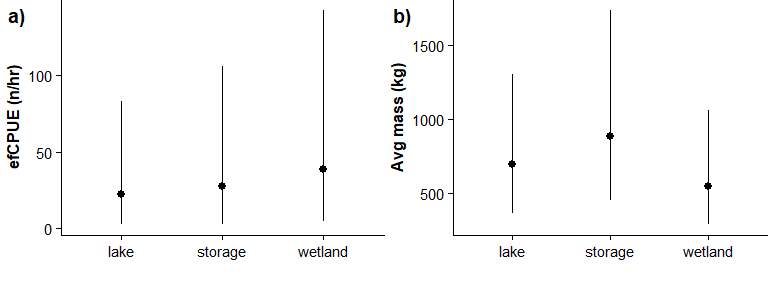 a)
efCPUE (n/hr)
100
50
0
lake storage wetland
b)
Avg mass (kg)
1500
1000
500
lake storage wetland